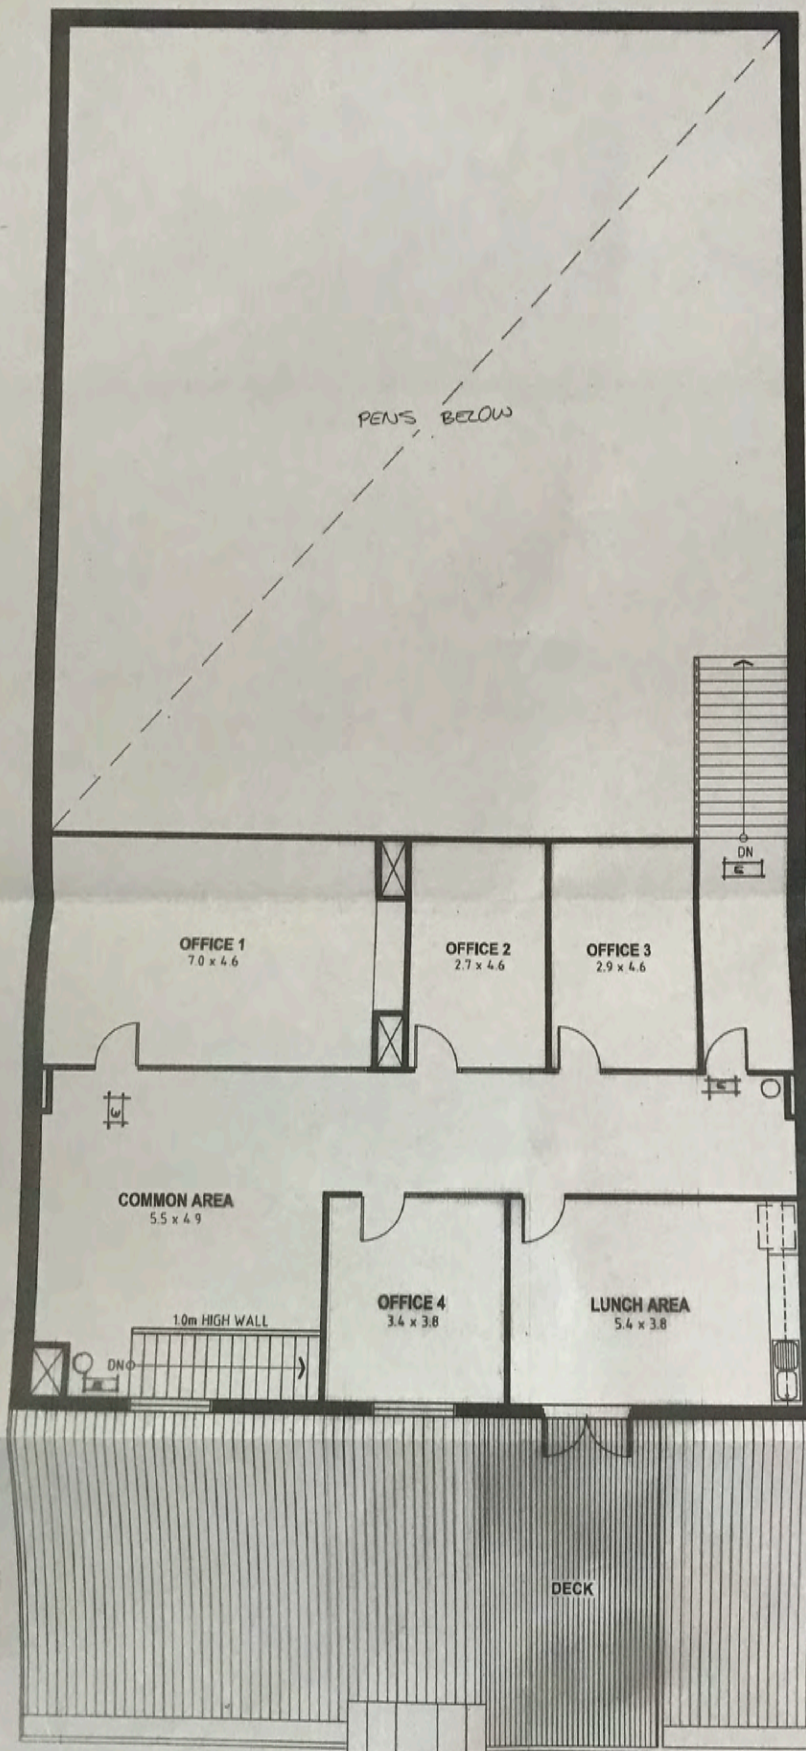 PENS BELOW
DN
E
OFFICE 1
7.0 x 4.6
OFFICE 2
2.7 x 4.6
OFFICE 3
2.9 x 4.6
COMMON AREA
5.5 x 4.9
1.0m HIGH WALL
DN
OFFICE 4
3.4 x 3.8
LUNCH AREA
5.4 x 3.8
DECK